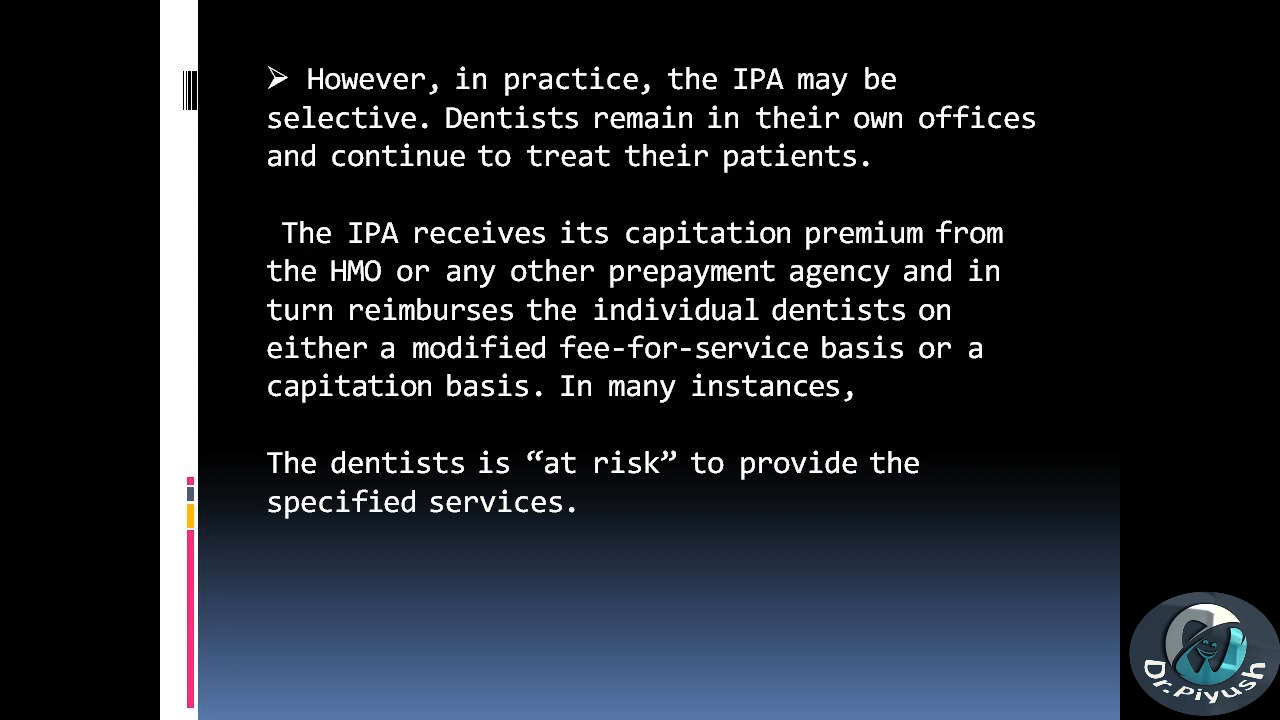 ➢ However, in practice, the IPA may be
selective. Dentists remain in their own offices
and continue to treat their patients.
The IPA receives its capitation premium from
the HMO or any other prepayment agency and in
turn reimburses the individual dentists on
either a modified fee-for-service basis or a
capitation basis. In many instances,
The dentists is “at risk” to provide the
specified services.
Dr.Piyush